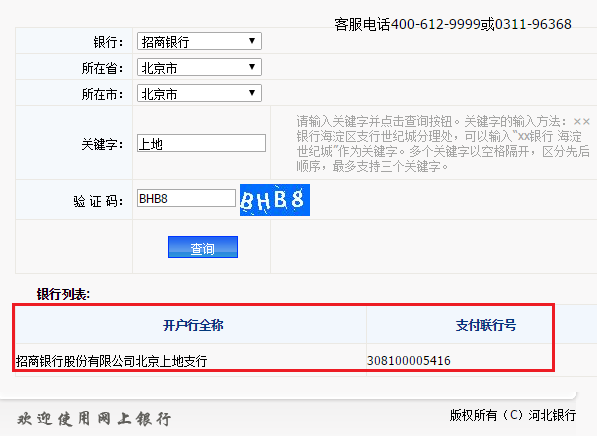 客服电话400-612-9999或0311-96368
银行： 招商银行
所在省： 北京市
所在市： 北京市
关键字： 上地
请输入关键字并点击查询按钮。关键字的输入方法：××
银行海淀区支行世纪城分理处，可以输入“xx银行 海淀
世纪城”作为关键字。多个关键字以空格隔开，区分先后
顺序，最多支持三个关键字。
验 证 码： BHB8 BHB8
查询
银行列表:
开户行全称 支付联行号
招商银行股份有限公司北京上地支行 308100005416
欢迎使用网上银行 版权所有（C）河北银行